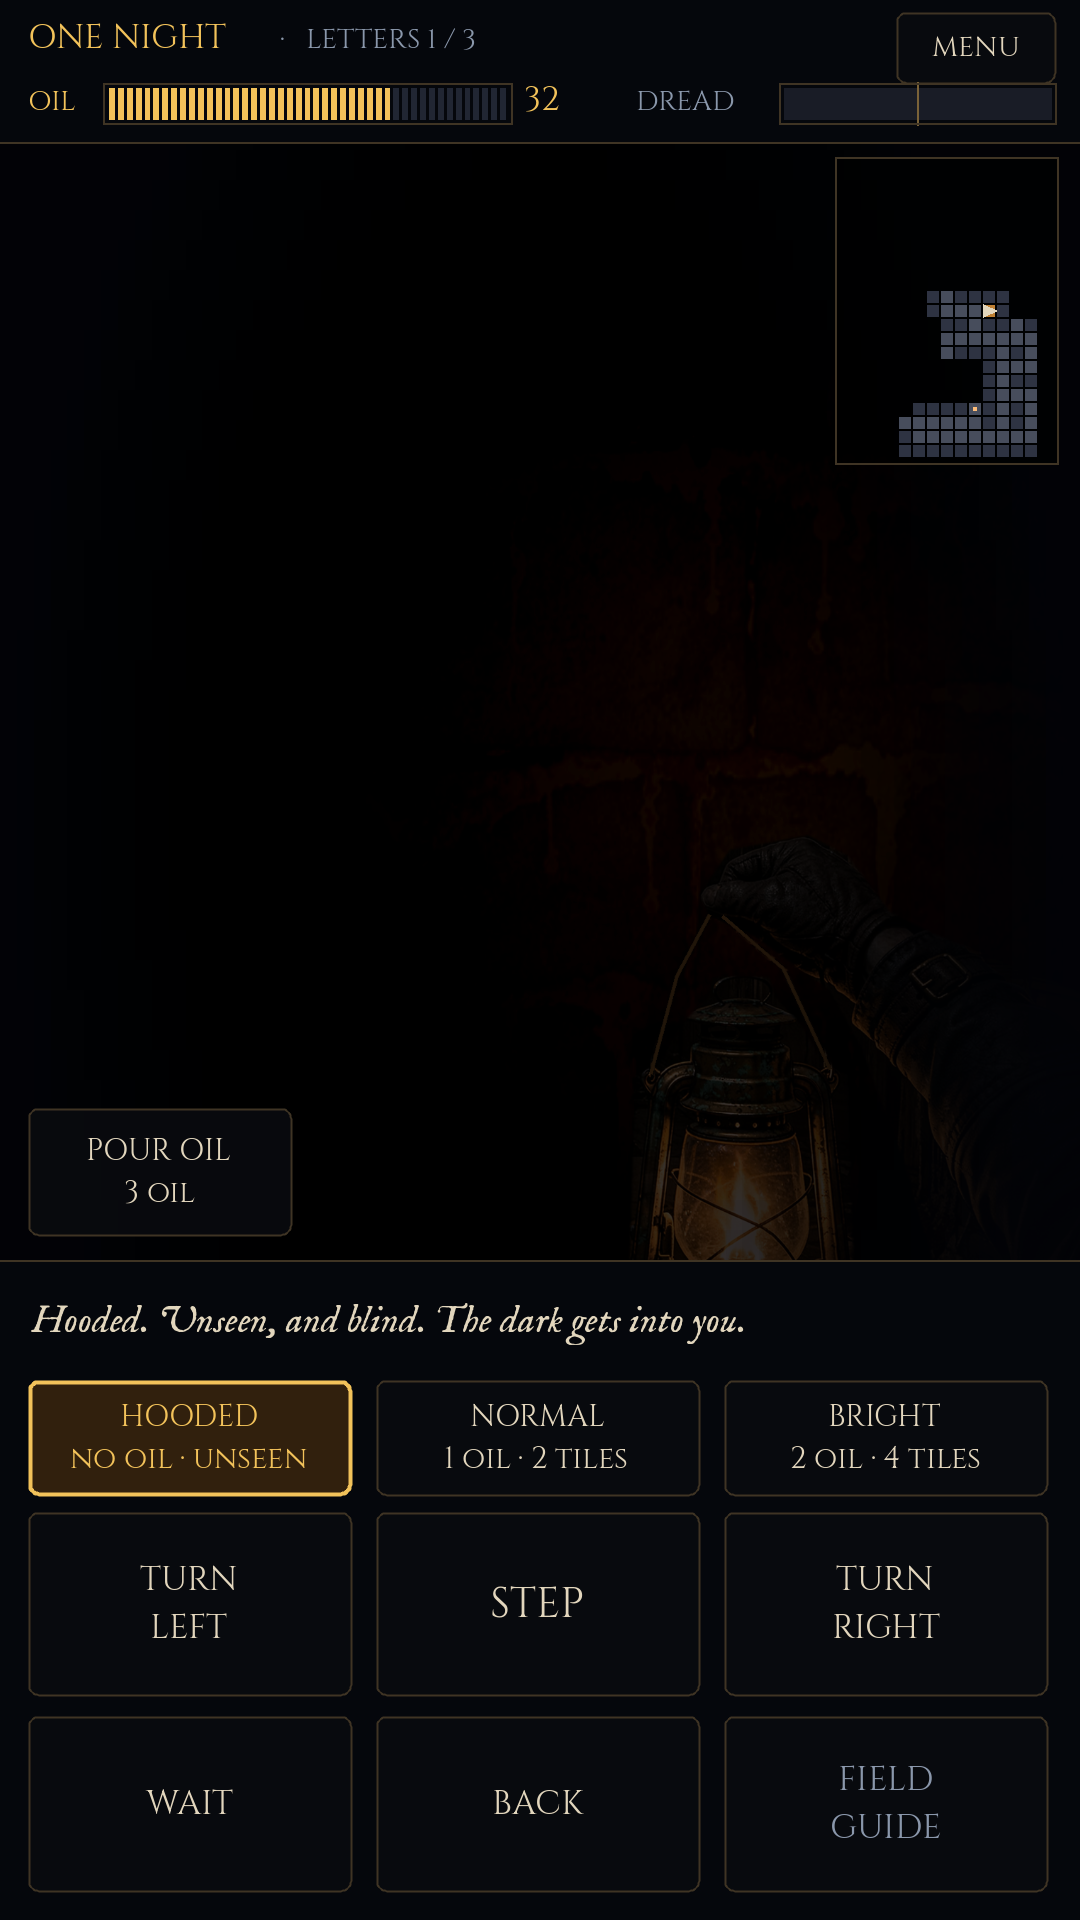 ONE NIGHT · LETTERS 1 / 3
MENU
OIL 32 DREAD
POUR OIL
3 OIL
Hooded. Unseen, and blind. The dark gets into you.
HOODED
NO OIL · UNSEEN
NORMAL
1 OIL · 2 TILES
BRIGHT
2 OIL · 4 TILES
TURN
LEFT
STEP
TURN
RIGHT
WAIT
BACK
FIELD
GUIDE